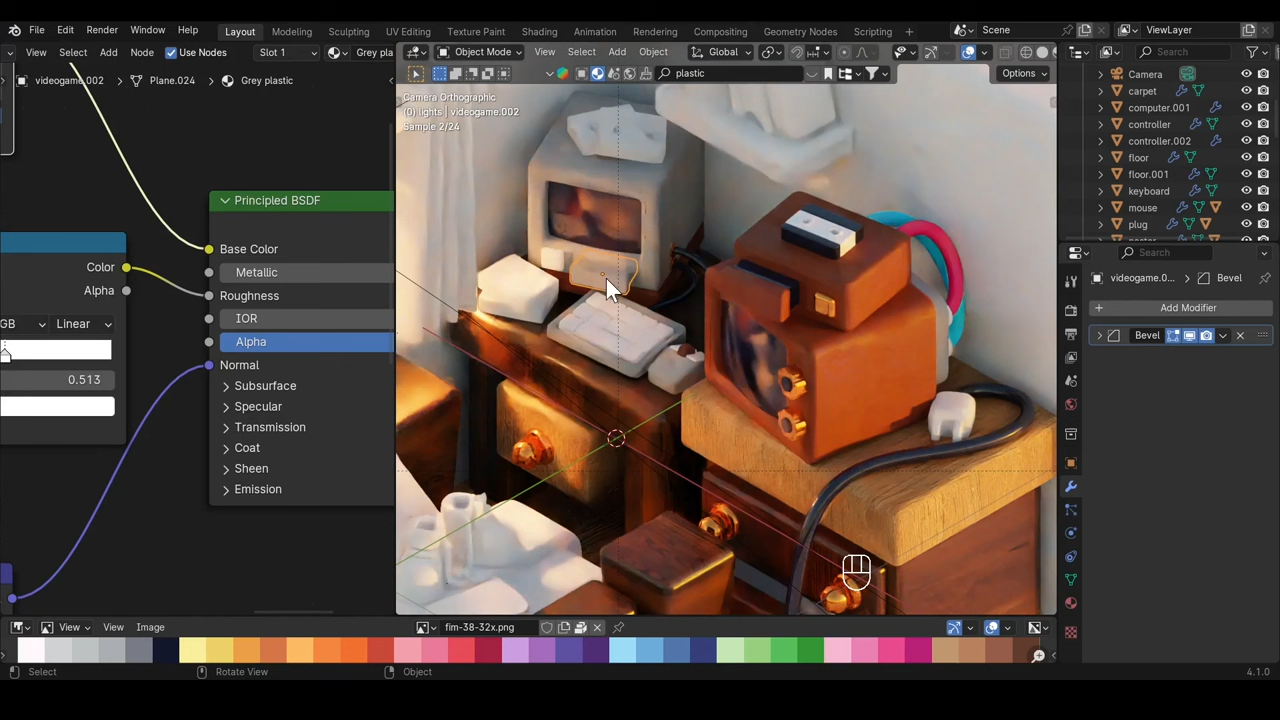 File Edit Render Window Help Layout Modeling Sculpting UV Editing Texture Paint Shading Animation Rendering Compositing Geometry Nodes Scripting Scene ViewLayer
View Select Add Node Use Nodes Slot 1 Grey pla
Object Mode View Select Add Object Global
Search
videogame.002 Plane.024 Grey plastic
plastic
Options
Camera Orthographic
(0) lights | videogame.002
Sample 2/24
Camera
carpet
computer.001
controller
controller.002
floor
floor.001
keyboard
mouse
plug
Principled BSDF
Base Color
Metallic
Roughness
IOR
Alpha
Normal
Subsurface
Specular
Transmission
Coat
Sheen
Emission
Color
Alpha
GB Linear
0.513
Search
videogame.0... Bevel
Add Modifier
Bevel
View View Image fim-38-32x.png
Select Rotate View Object 4.1.0